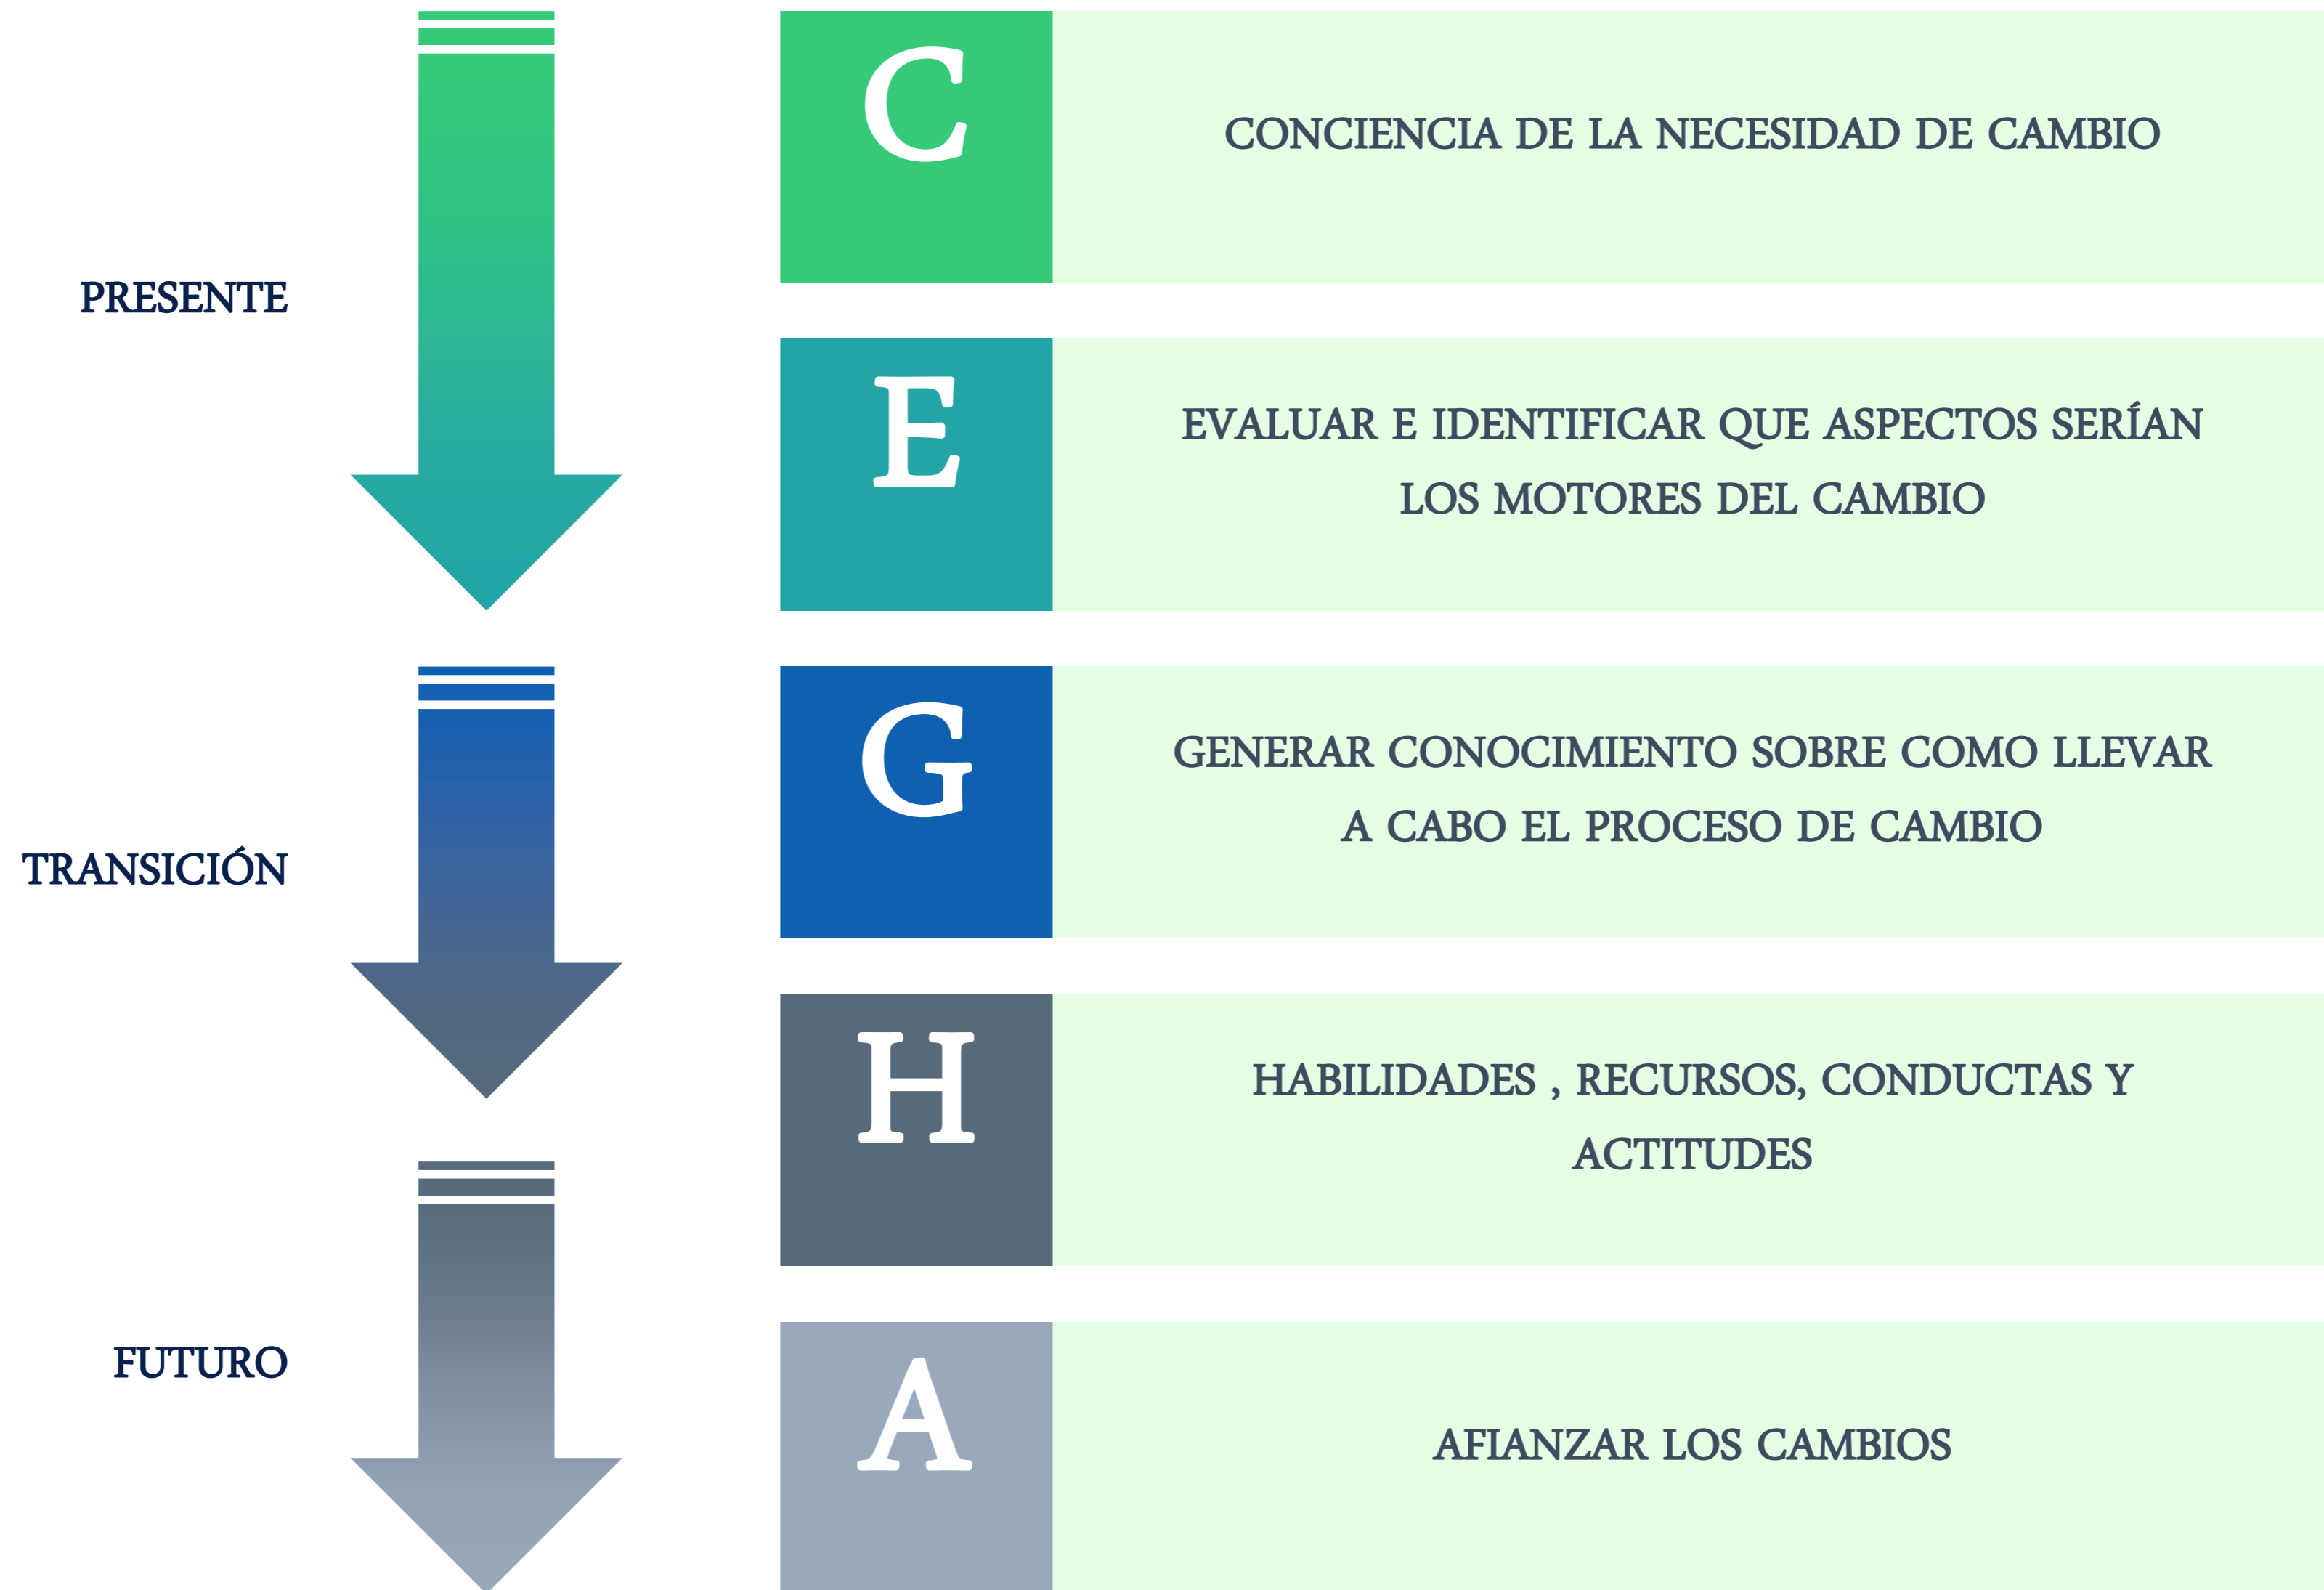 PRESENTE
C
CONCIENCIA DE LA NECESIDAD DE CAMBIO
E
EVALUAR E IDENTIFICAR QUE ASPECTOS SERÍAN
LOS MOTORES DEL CAMBIO
TRANSICIÓN
G
GENERAR CONOCIMIENTO SOBRE COMO LLEVAR
A CABO EL PROCESO DE CAMBIO
H
HABILIDADES , RECURSOS, CONDUCTAS Y
ACTITUDES
FUTURO
A
AFIANZAR LOS CAMBIOS